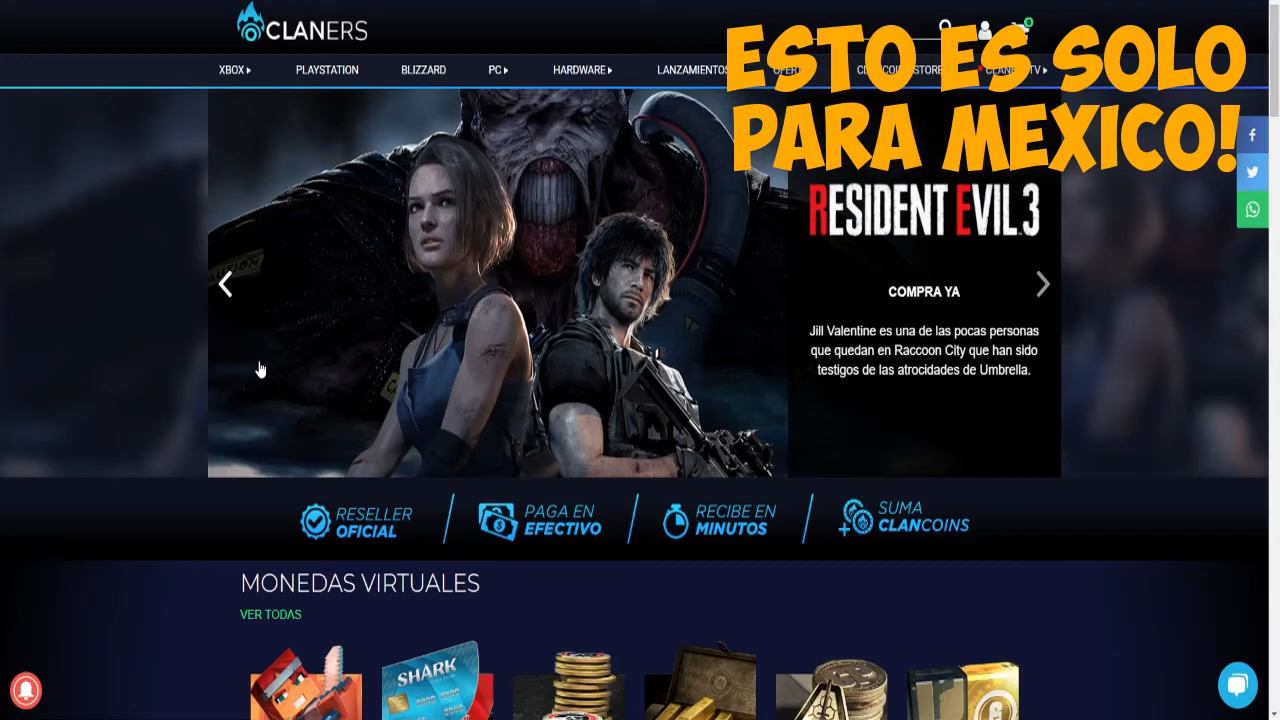 CLANERS
0
ESTO ES SOLO
PARA MEXICO!
XBOX
PLAYSTATION
BLIZZARD
PC
HARDWARE
LANZAMIENTOS
RESIDENT EVIL 3
COMPRA YA
Jill Valentine es una de las pocas personas
que quedan en Raccoon City que han sido
testigos de las atrocidades de Umbrella.
RESELLER
OFICIAL
PAGA EN
EFECTIVO
RECIBE EN
MINUTOS
SUMA
CLANCOINS
MONEDAS VIRTUALES
VER TODAS
SHARK